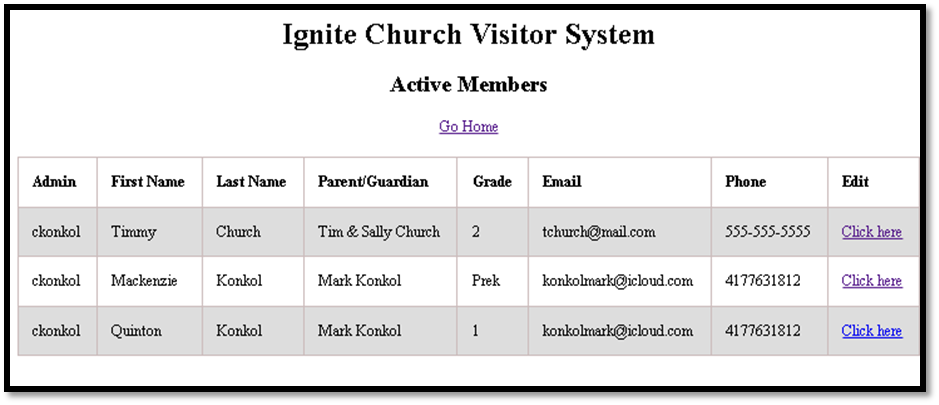 Ignite Church Visitor System
Active Members
Go Home
Admin First Name Last Name Parent/Guardian Grade Email Phone Edit
ckonkol Timmy Church Tim & Sally Church 2 tchurch@mail.com 555-555-5555 Click here
ckonkol Mackenzie Konkol Mark Konkol Prek konkolmark@icloud.com 4177631812 Click here
ckonkol Quinton Konkol Mark Konkol 1 konkolmark@icloud.com 4177631812 Click here